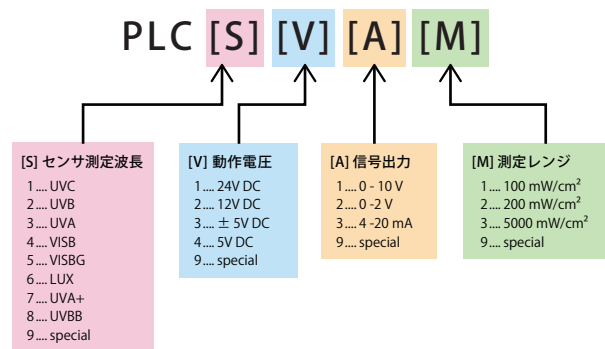 PLC [S] [V] [A] [M]
[S] センサ測定波長
1.... UVC
2.... UVB
3.... UVA
4.... VISB
5.... VISBG
6.... LUX
7.... UVA+
8.... UVBB
9.... special
[V] 動作電圧
1.... 24V DC
2.... 12V DC
3.... ± 5V DC
4.... 5V DC
9.... special
[A] 信号出力
1.... 0 - 10 V
2.... 0 -2 V
3.... 4 -20 mA
9.... special
[M] 測定レンジ
1.... 100 mW/cm²
2.... 200 mW/cm²
3.... 5000 mW/cm²
9.... special